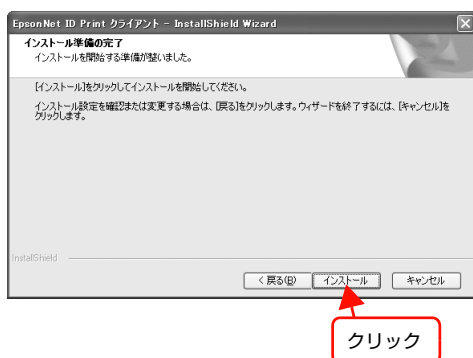 EpsonNet ID Print クライアント - InstallShield Wizard
インストール準備の完了
インストールを開始する準備が整いました。
[インストール]をクリックしてインストールを開始してください。
インストール設定を確認または変更する場合は、[戻る]をクリックします。ウィザードを終了するには、[キャンセル]を
クリックします。
InstallShield
< 戻る(B)
インストール
キャンセル
クリック